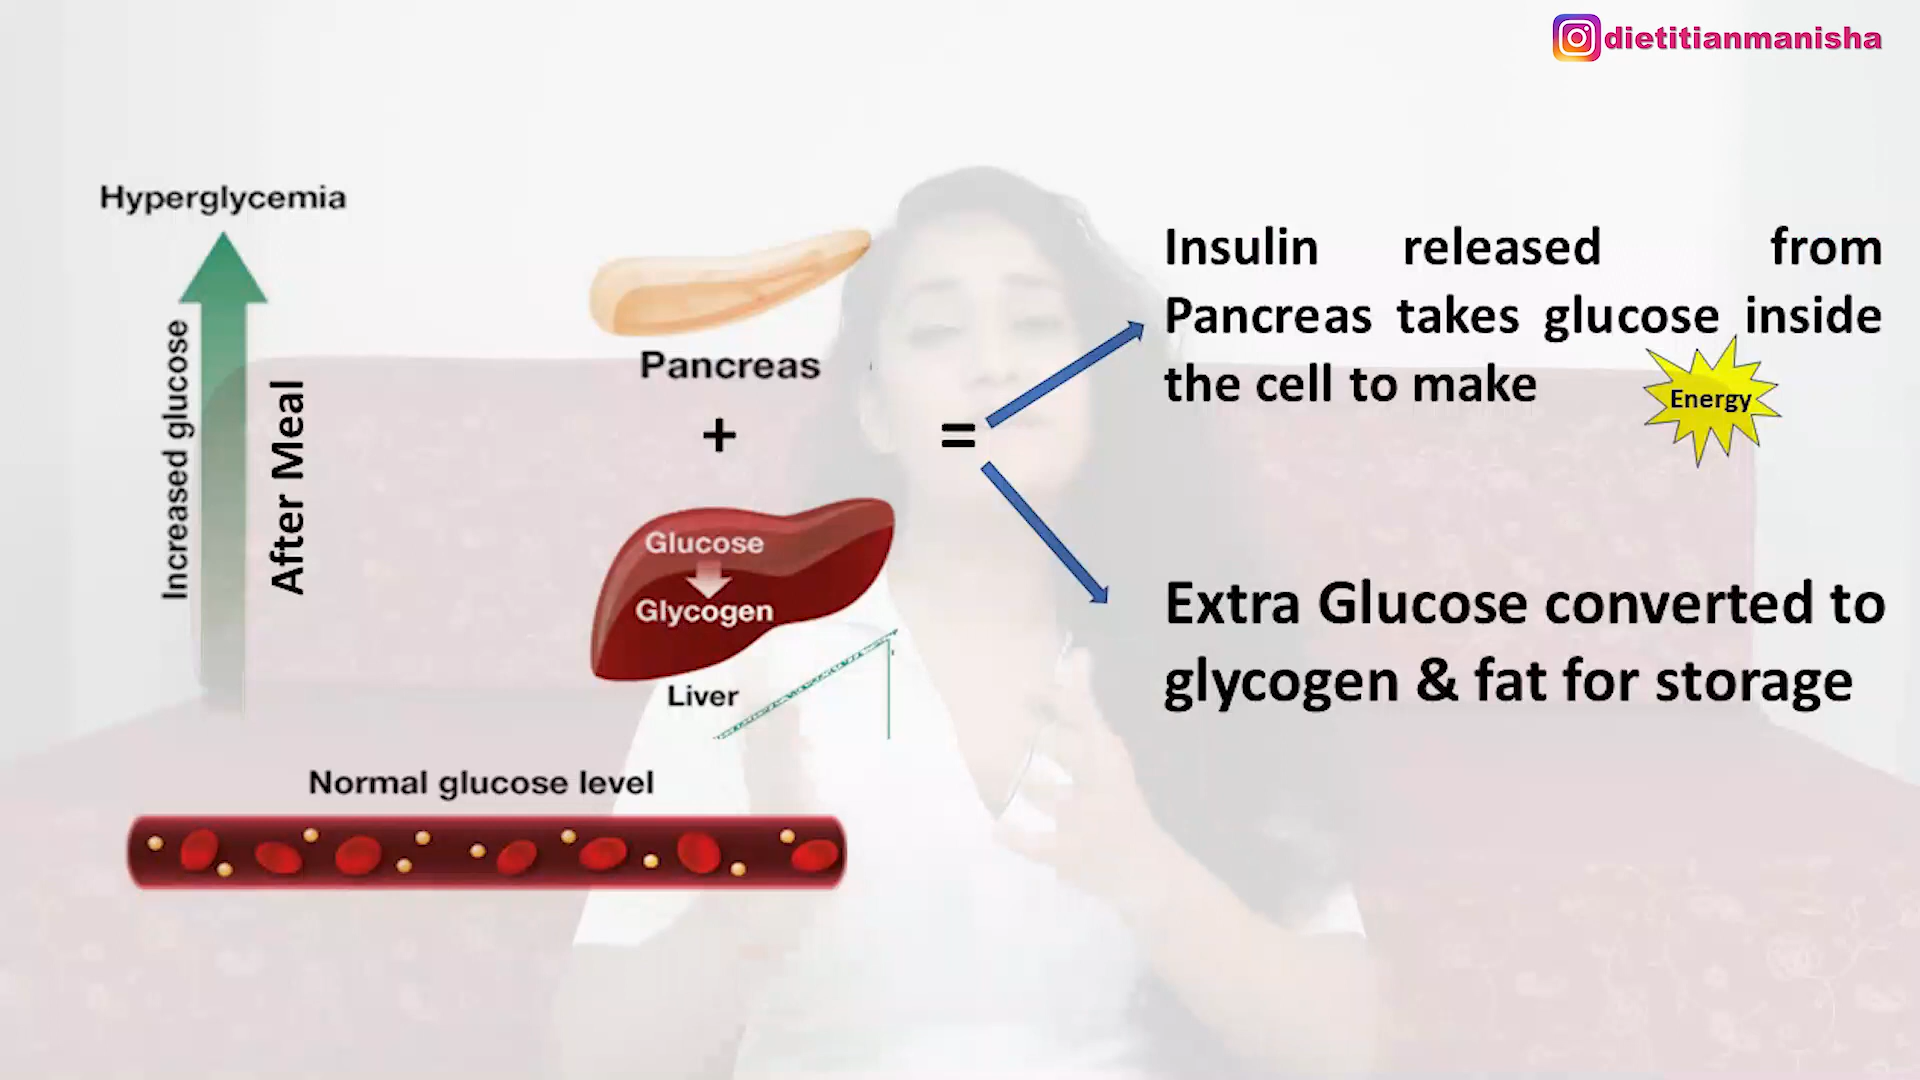 dietitianmanisha
Hyperglycemia
Increased glucose
After Meal
Pancreas
+
=
Glucose
Glycogen
Liver
Normal glucose level
Insulin released from
Pancreas takes glucose inside
the cell to make
Energy
Extra Glucose converted to
glycogen & fat for storage